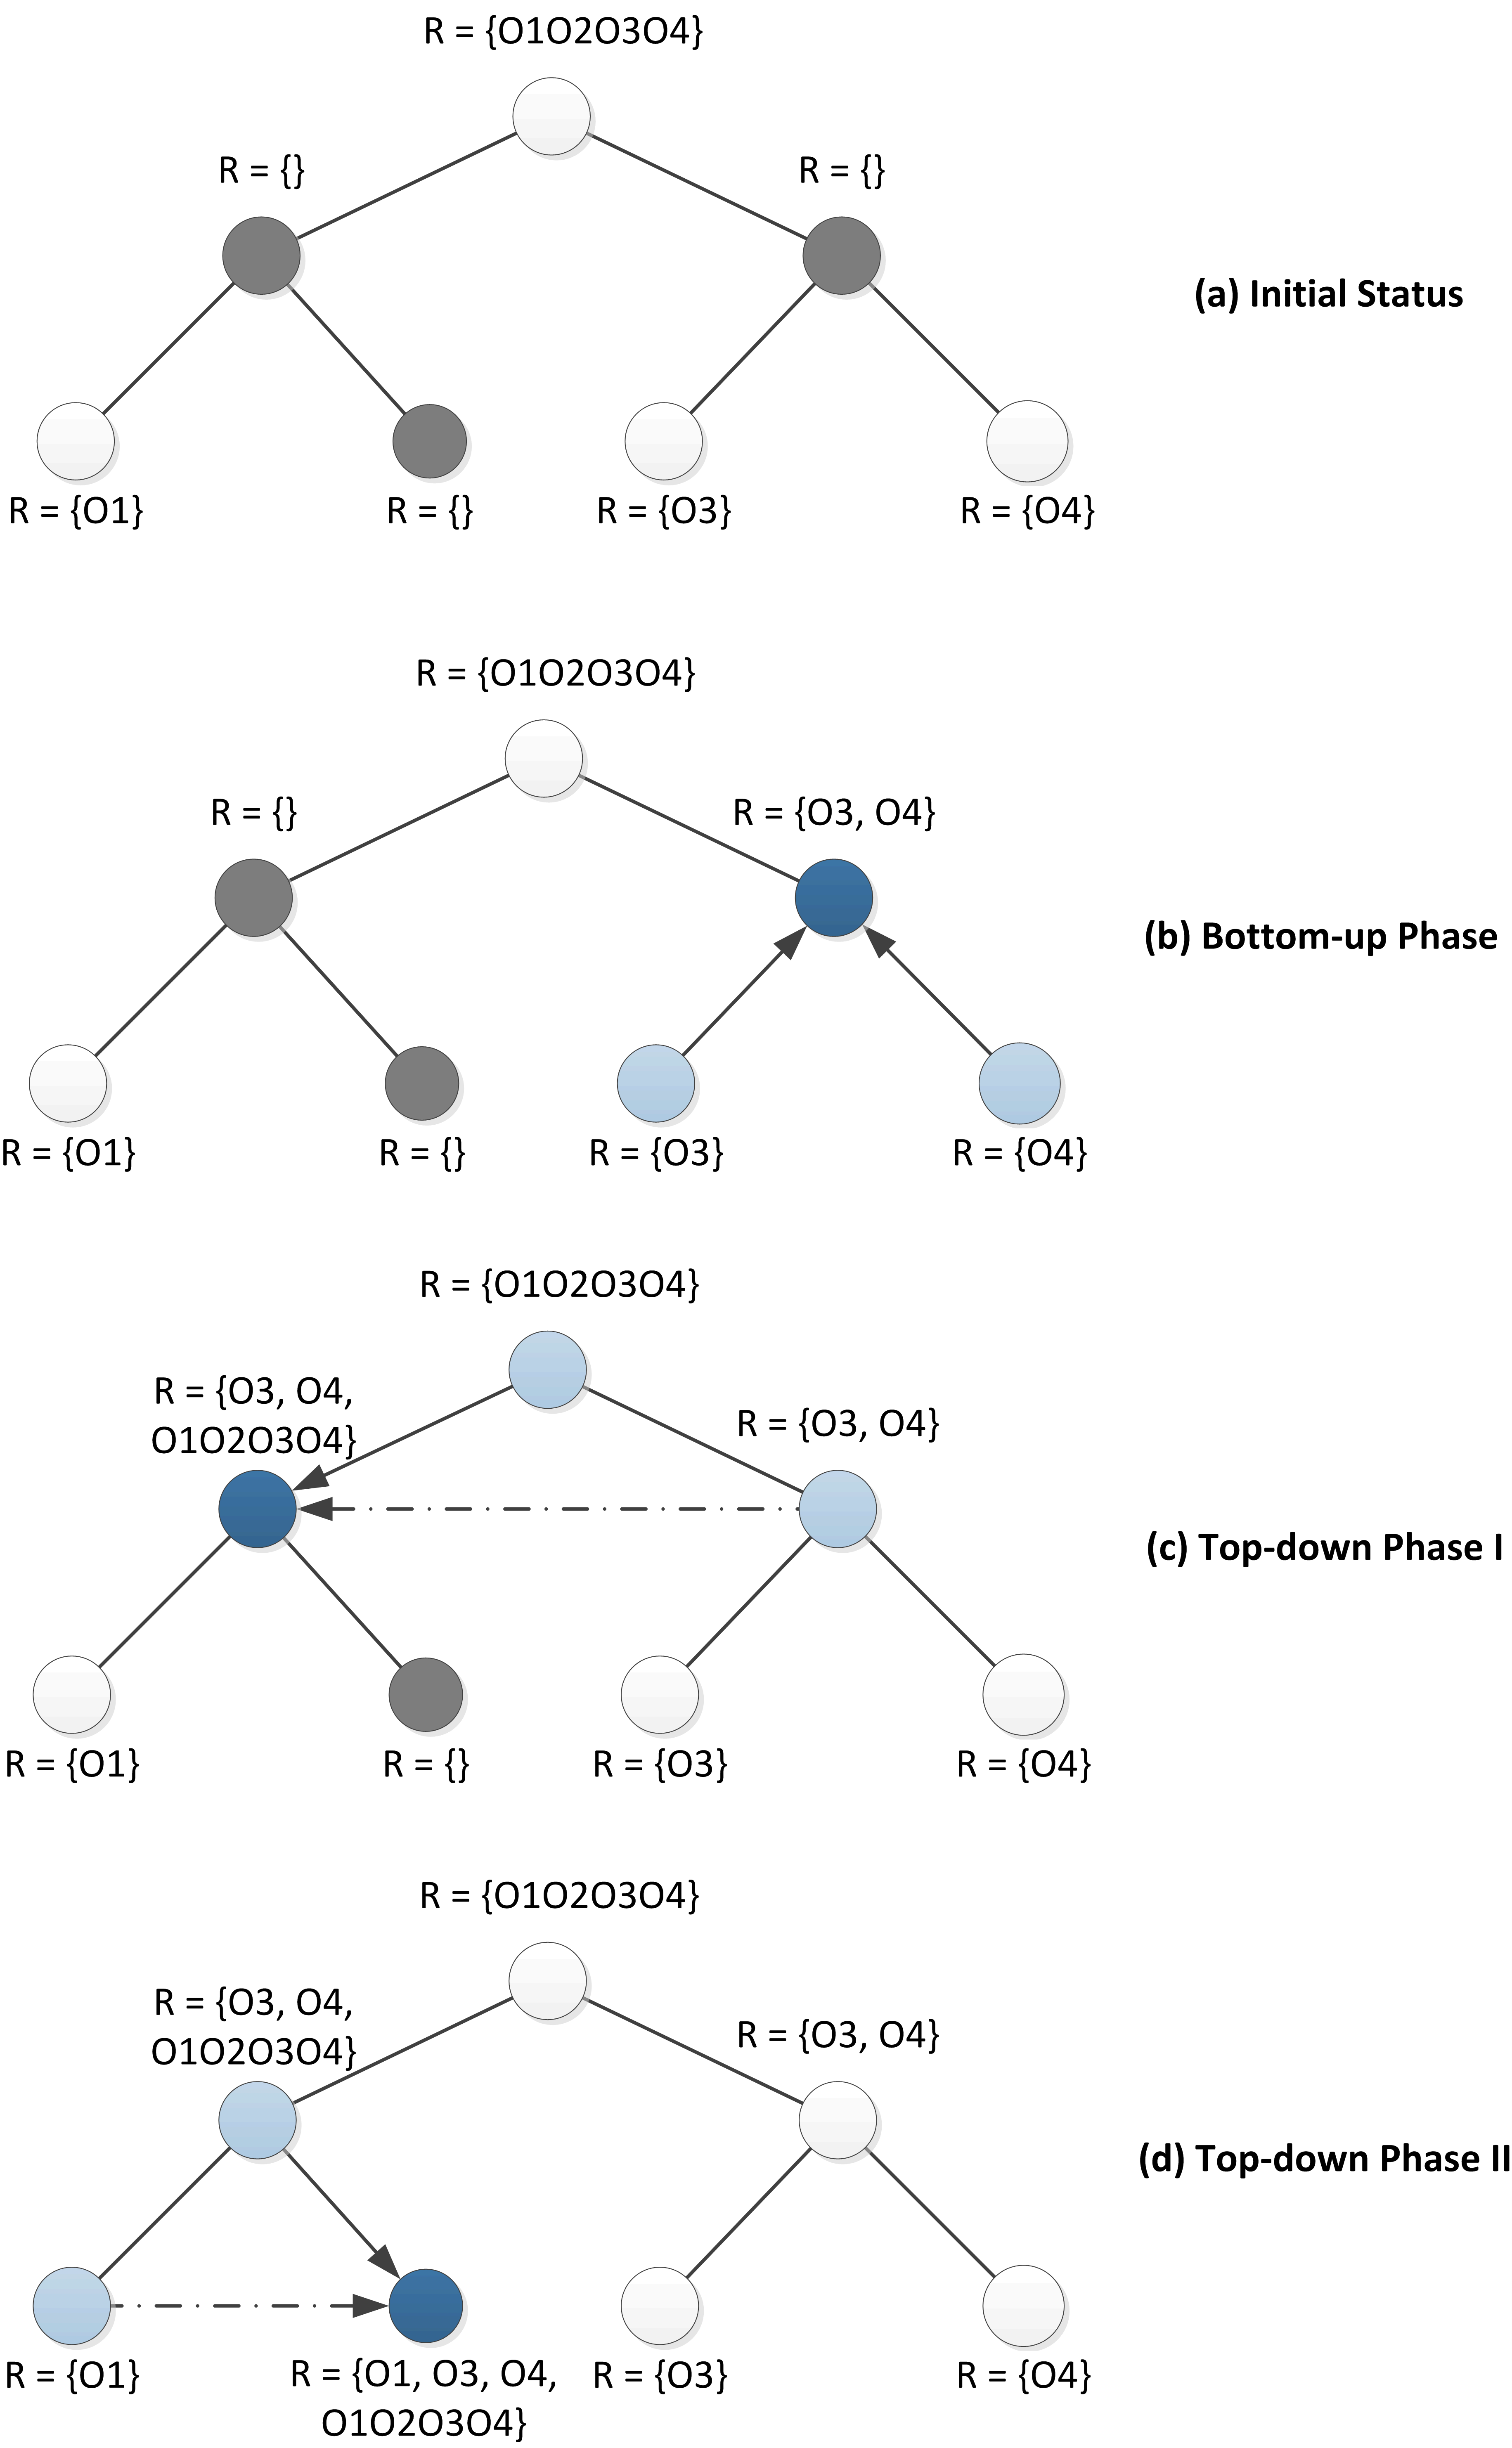 R = {O1O2O3O4}
R = {}
R = {}
(a) Initial Status
R = {O1}
R = {}
R = {O3}
R = {O4}
R = {O1O2O3O4}
R = {}
R = {O3, O4}
(b) Bottom-up Phase
R = {O1}
R = {}
R = {O3}
R = {O4}
R = {O1O2O3O4}
R = {O3, O4,
O1O2O3O4}
R = {O3, O4}
(c) Top-down Phase I
R = {O1}
R = {}
R = {O3}
R = {O4}
R = {O1O2O3O4}
R = {O3, O4,
O1O2O3O4}
R = {O3, O4}
(d) Top-down Phase II
R = {O1}
R = {O1, O3, O4,
O1O2O3O4}
R = {O3}
R = {O4}